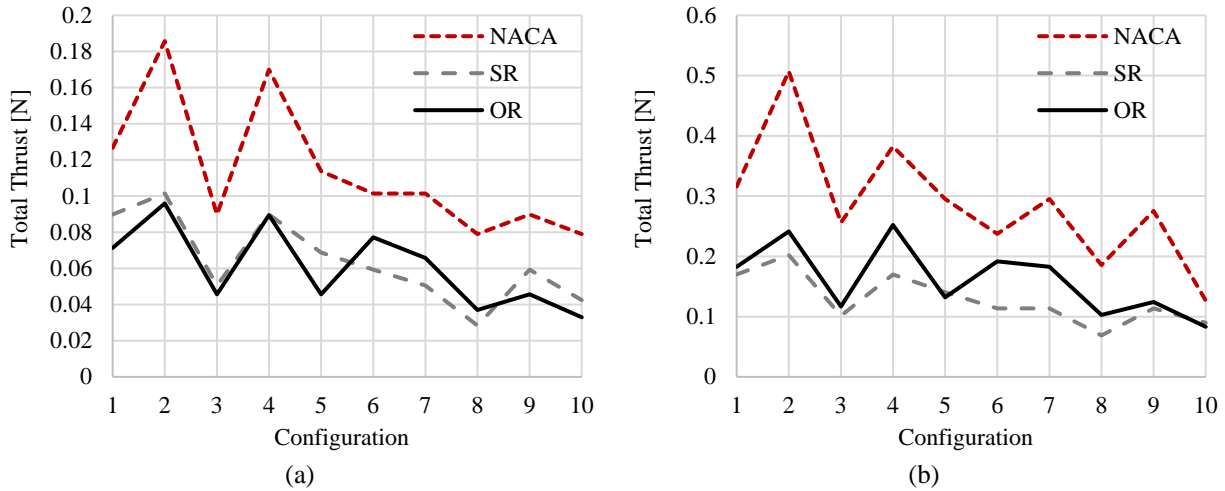 0.2
0.18
0.16
0.14
0.12
0.1
0.08
0.06
0.04
0.02
0
Total Thrust [N]
NACA
SR
OR
1 2 3 4 5 6 7 8 9 10
Configuration
(a)
0.6
0.5
0.4
0.3
0.2
0.1
0
Total Thrust [N]
NACA
SR
OR
1 2 3 4 5 6 7 8 9 10
Configuration
(b)